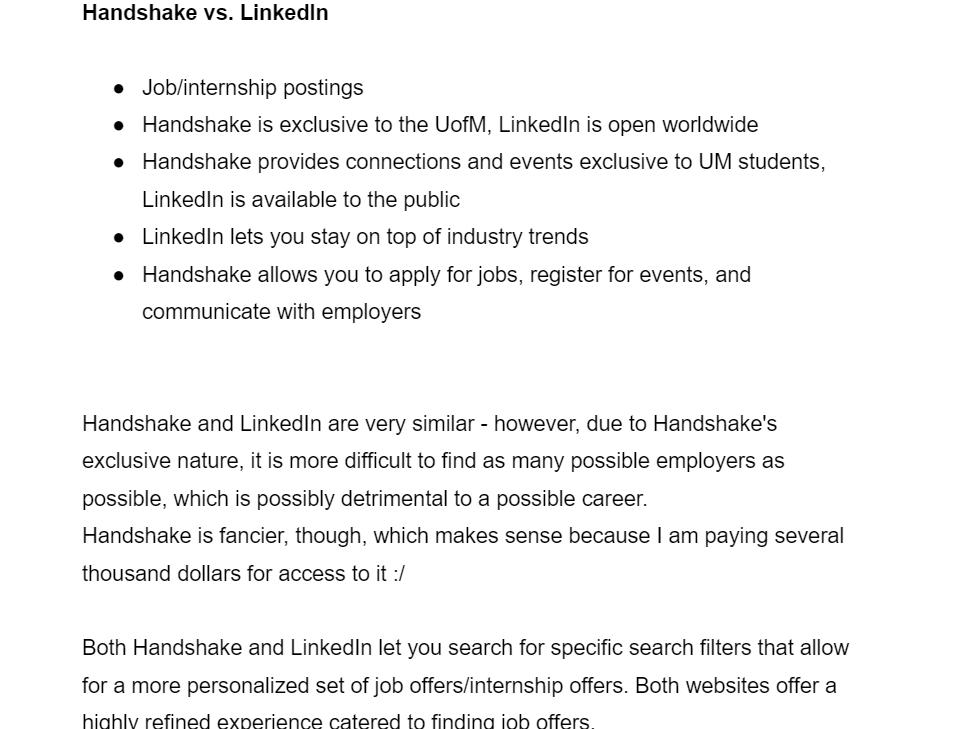 Handshake vs. LinkedIn
● Job/internship postings
● Handshake is exclusive to the UofM, LinkedIn is open worldwide
● Handshake provides connections and events exclusive to UM students,
LinkedIn is available to the public
● LinkedIn lets you stay on top of industry trends
● Handshake allows you to apply for jobs, register for events, and
communicate with employers
Handshake and LinkedIn are very similar - however, due to Handshake's
exclusive nature, it is more difficult to find as many possible employers as
possible, which is possibly detrimental to a possible career.
Handshake is fancier, though, which makes sense because I am paying several
thousand dollars for access to it :/
Both Handshake and LinkedIn let you search for specific search filters that allow
for a more personalized set of job offers/internship offers. Both websites offer a
highly refined experience catered to finding job offers.